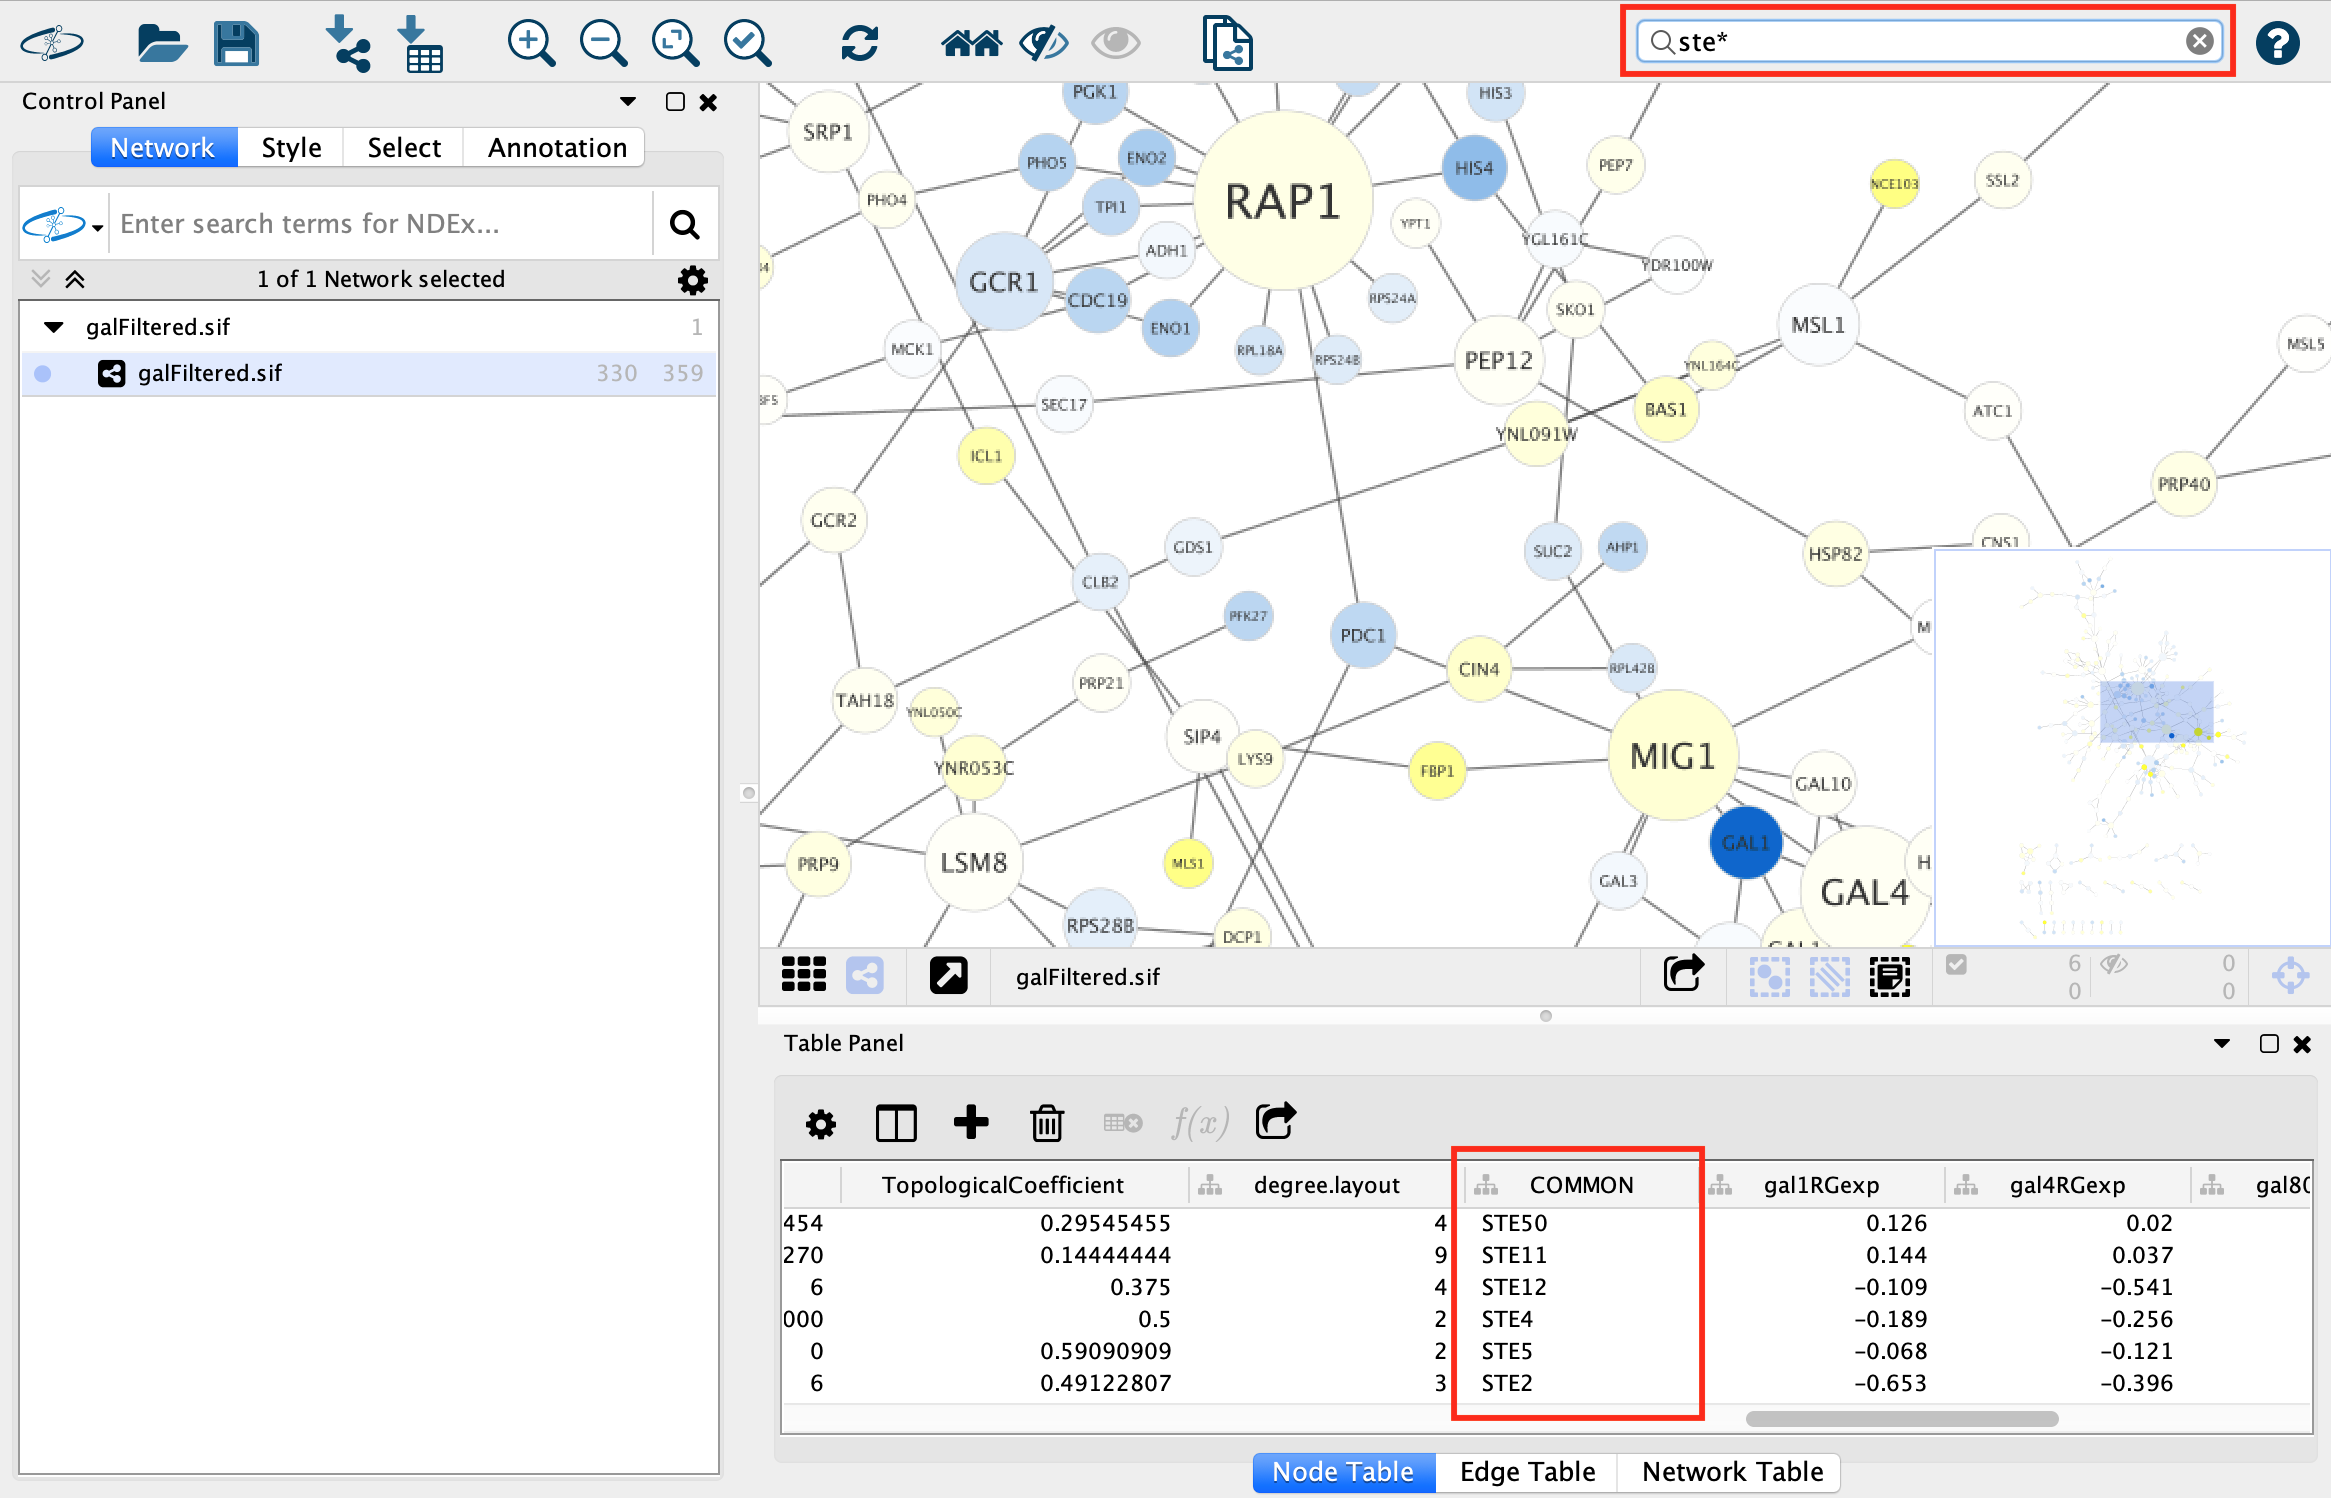 ste*
Control Panel
Network Style Select Annotation
Enter search terms for NDEx...
1 of 1 Network selected
galFiltered.sif 1
galFiltered.sif 330 359
PGK1
HIS3
SRP1
PHO5
ENO2
HIS4
PEP7
SSL2
NCE103
PHO4
TPI1
RAP1
YPT1
YGL161C
ADH1
YDR100W
GCR1
CDC19
RPS24A
SKO1
MSL1
ENO1
MCK1
RPL18A
RPS24B
PEP12
YNL164C
MSL5
SEC17
BAS1
ATC1
YNL091W
ICL1
PRP40
GCR2
GDS1
SUC2
AHP1
HSP82
CNS1
CLB2
PFK27
PDC1
M
CIN4
RPL42B
PRP21
TAH18
YNL050C
SIP4
LYS9
MIG1
YNR053C
FBP1
GAL10
GAL1
PRP9
LSM8
MLS1
H
GAL3
GAL4
RPS28B
DCP1
GAL1
galFiltered.sif
6 0
0 0
Table Panel
f(x)
TopologicalCoefficient degree.layout COMMON gal1RGexp gal4RGexp gal80
454 0.29545455 4 STE50 0.126 0.02
270 0.14444444 9 STE11 0.144 0.037
6 0.375 4 STE12 -0.109 -0.541
000 0.5 2 STE4 -0.189 -0.256
0 0.59090909 2 STE5 -0.068 -0.121
6 0.49122807 3 STE2 -0.653 -0.396
Node Table Edge Table Network Table